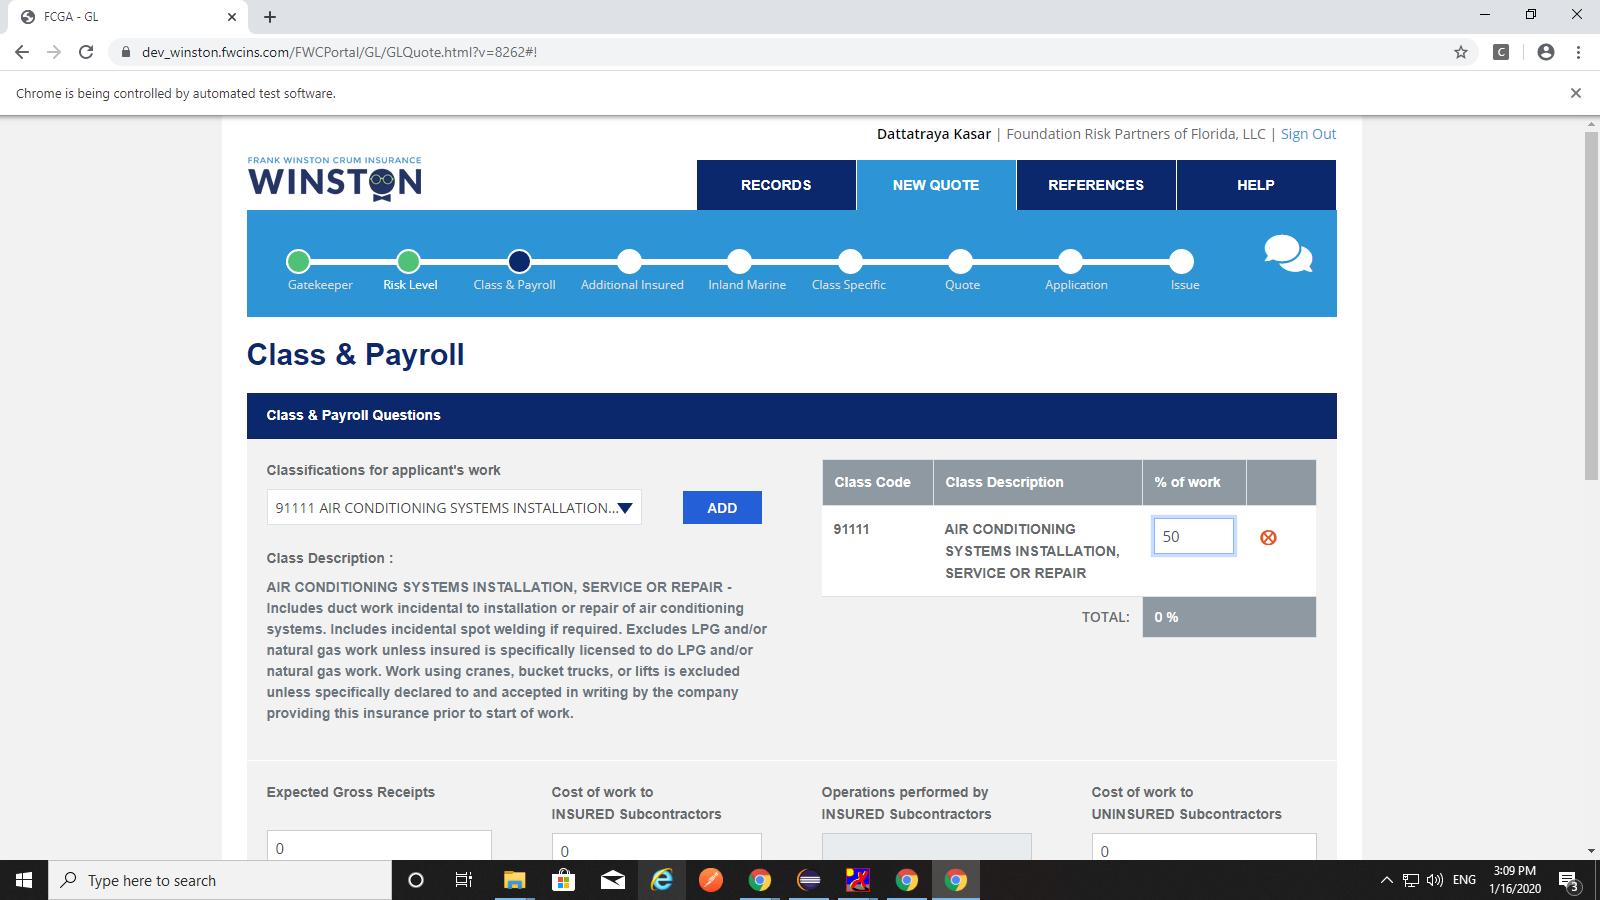 FCGA - GL
dev_winston.fwcins.com/FWCPortal/GL/GLQuote.html?v=8262#!
C
Chrome is being controlled by automated test software.
Dattatraya Kasar | Foundation Risk Partners of Florida, LLC | Sign Out
FRANK WINSTON CRUM INSURANCE
WINSTON
RECORDS
NEW QUOTE
REFERENCES
HELP
Gatekeeper
Risk Level
Class & Payroll
Additional Insured
Inland Marine
Class Specific
Quote
Application
Issue
Class & Payroll
Class & Payroll Questions
Classifications for applicant's work
91111 AIR CONDITIONING SYSTEMS INSTALLATION...
ADD
Class Description :
AIR CONDITIONING SYSTEMS INSTALLATION, SERVICE OR REPAIR -
Includes duct work incidental to installation or repair of air conditioning
systems. Includes incidental spot welding if required. Excludes LPG and/or
natural gas work unless insured is specifically licensed to do LPG and/or
natural gas work. Work using cranes, bucket trucks, or lifts is excluded
unless specifically declared to and accepted in writing by the company
providing this insurance prior to start of work.
Class Code
Class Description
% of work
91111
AIR CONDITIONING
SYSTEMS INSTALLATION,
SERVICE OR REPAIR
50
TOTAL:
0 %
Expected Gross Receipts
0
Cost of work to
INSURED Subcontractors
0
Operations performed by
INSURED Subcontractors
Cost of work to
UNINSURED Subcontractors
0
Type here to search
ENG
3:09 PM
1/16/2020
3